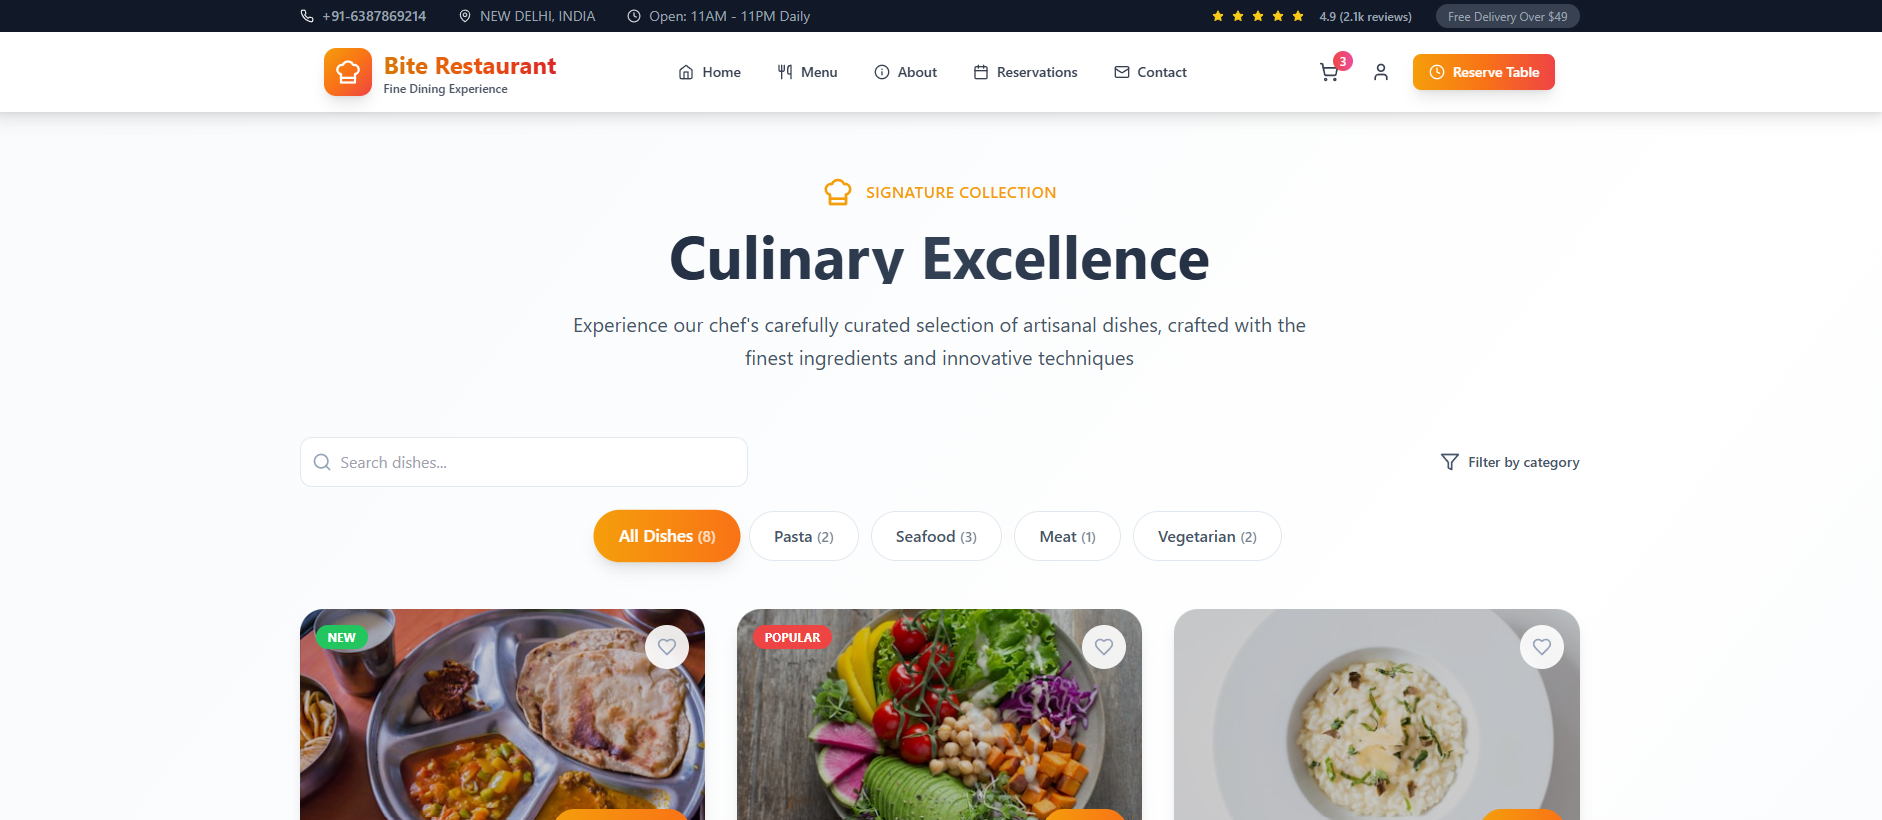 +91-6387869214
NEW DELHI, INDIA
Open: 11AM - 11PM Daily
4.9 (2.1k reviews)
Free Delivery Over $49
Bite Restaurant
Fine Dining Experience
Home
Menu
About
Reservations
Contact
3
Reserve Table
SIGNATURE COLLECTION
Culinary Excellence
Experience our chef's carefully curated selection of artisanal dishes, crafted with the
finest ingredients and innovative techniques
Search dishes...
Filter by category
All Dishes (8)
Pasta (2)
Seafood (3)
Meat (1)
Vegetarian (2)
NEW
POPULAR